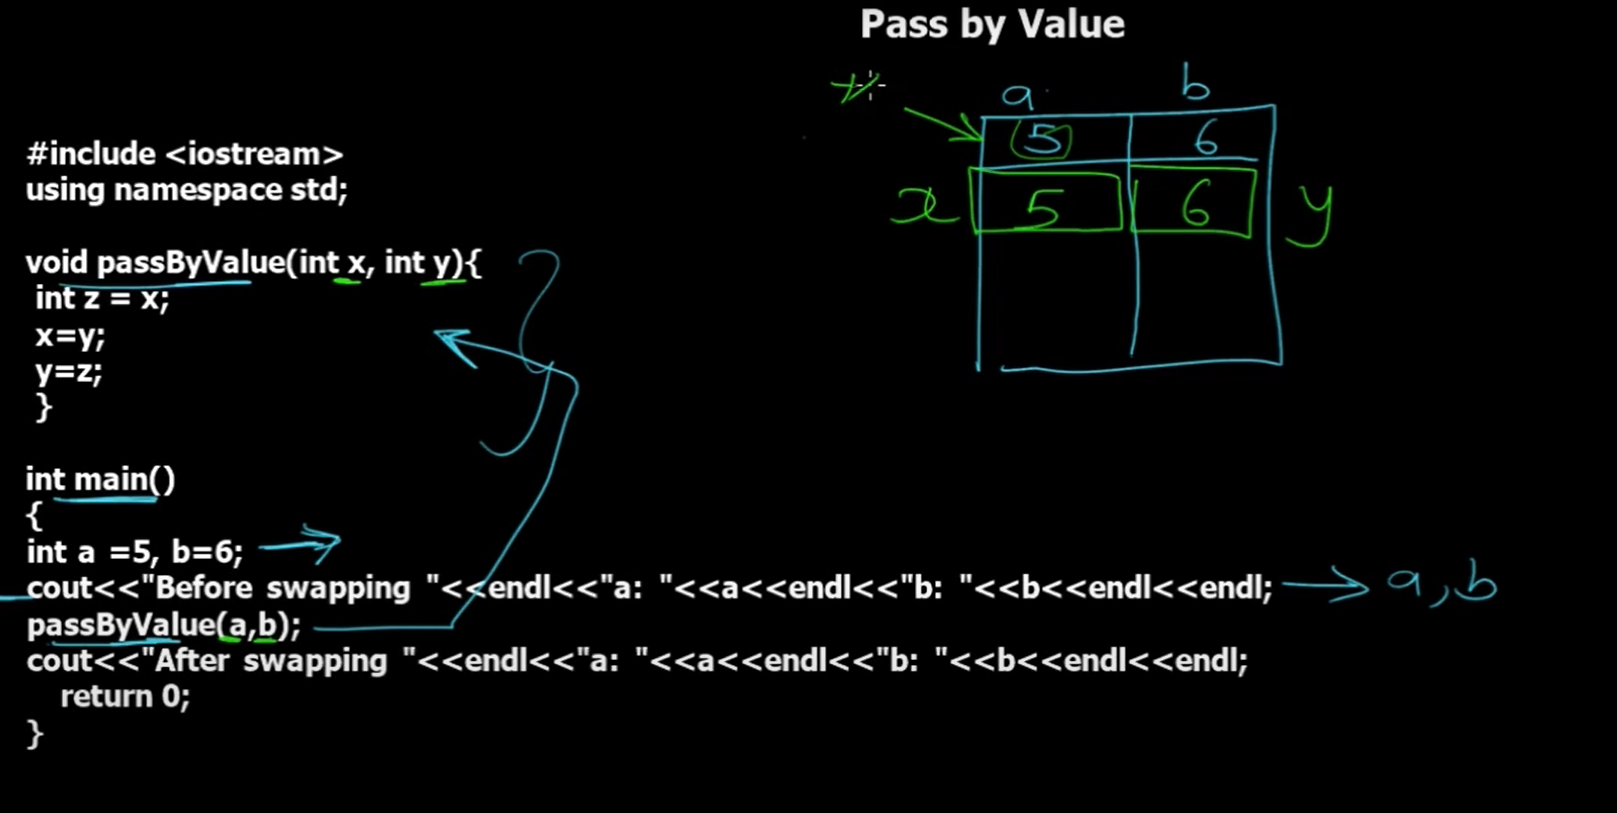 Pass by Value
a b
5 6
x 5 6 y
#include <iostream>
using namespace std;
void passByValue(int x, int y){
int z = x;
x=y;
y=z;
}
int main()
{
int a =5, b=6;
cout<<"Before swapping "<<endl<<"a: "<<a<<endl<<"b: "<<b<<endl<<endl; a,b
passByValue(a,b);
cout<<"After swapping "<<endl<<"a: "<<a<<endl<<"b: "<<b<<endl<<endl;
return 0;
}